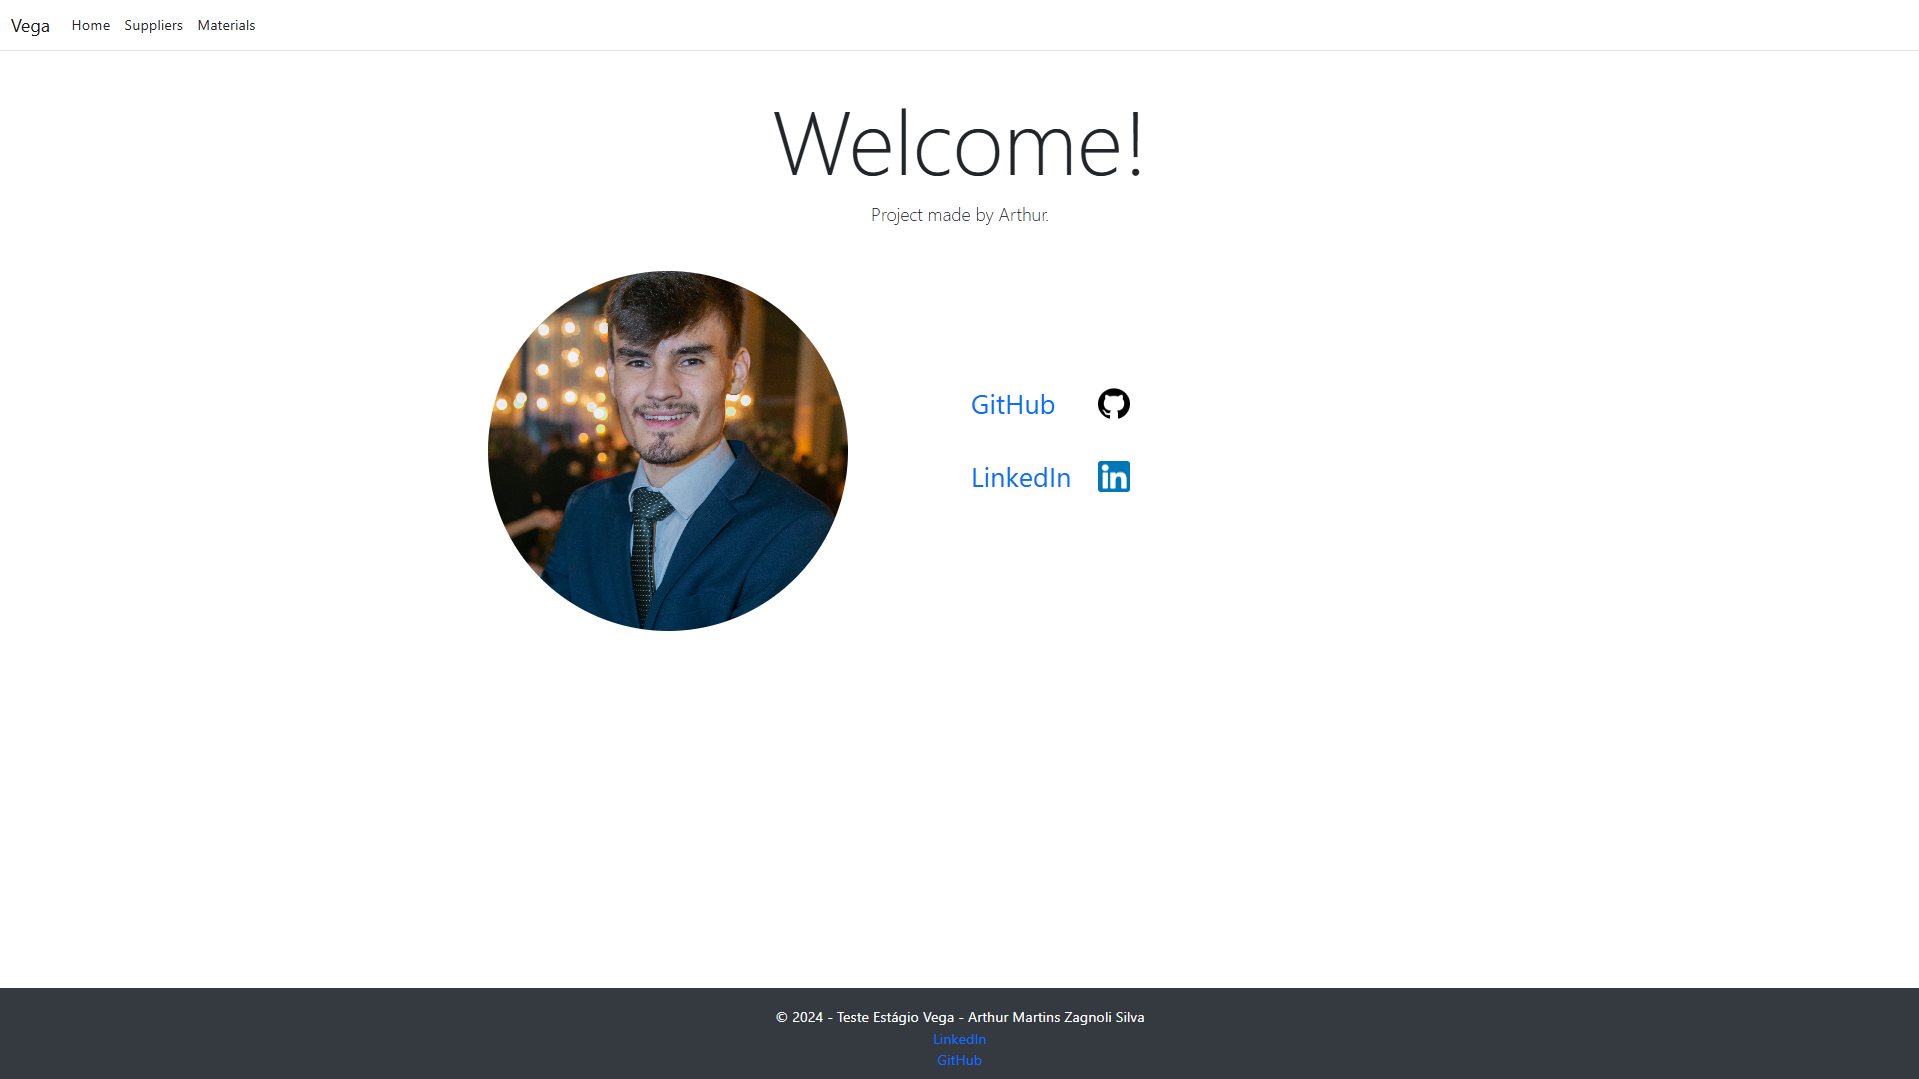 Vega Home Suppliers Materials
Welcome!
Project made by Arthur.
GitHub
LinkedIn in
© 2024 - Teste Estágio Vega - Arthur Martins Zagnoli Silva
LinkedIn
GitHub